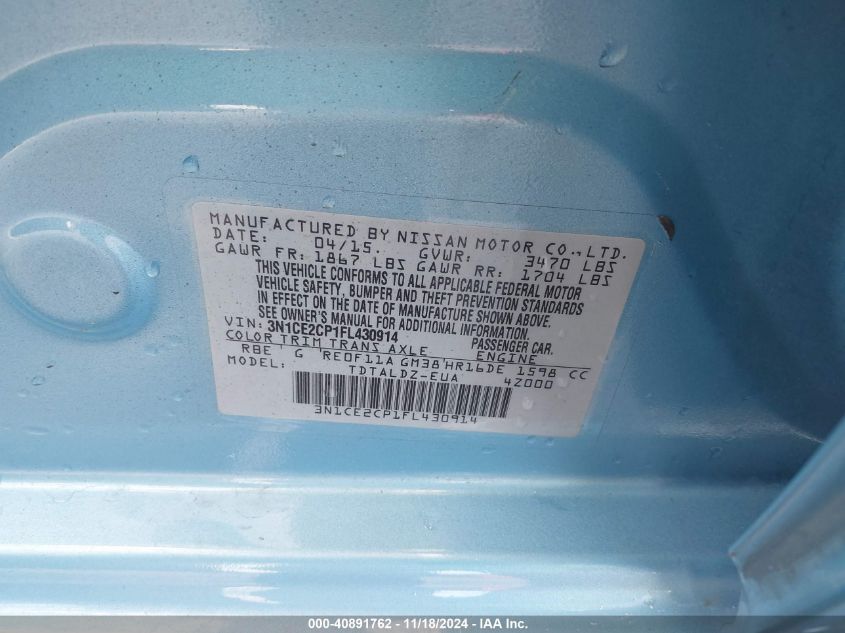 MANUFACTURED BY NISSAN MOTOR CO., LTD.
DATE: 04/15. GVWR: 3470 LBS
GAWR FR: 1867 LBS GAWR RR: 1704 LBS
THIS VEHICLE CONFORMS TO ALL APPLICABLE FEDERAL MOTOR
VEHICLE SAFETY, BUMPER AND THEFT PREVENTION STANDARDS
IN EFFECT ON THE DATE OF MANUFACTURE SHOWN ABOVE.
SEE OWNER'S MANUAL FOR ADDITIONAL INFORMATION.
VIN: 3N1CE2CP1FL430914 PASSENGER CAR.
COLOR TRIM TRANS AXLE ENGINE
RBE G RE0F11A GM38 HR16DE 1598 CC
MODEL: TDTALDZ-EUA 42000
3N1CE2CP1FL430914
000-40891762 - 11/18/2024 - IAA Inc.